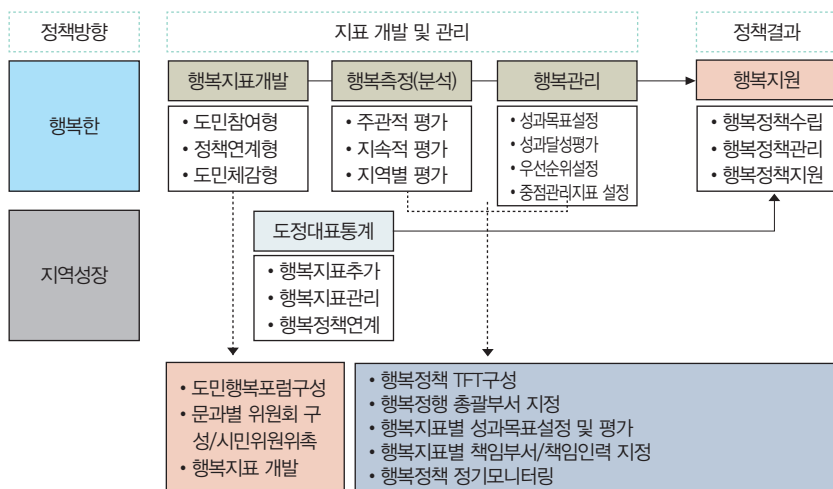 정책방향
지표 개발 및 관리
정책결과
행복한
행복지표개발
행복측정(분석)
행복관리
행복지원
• 도민참여형
• 정책연계형
• 도민체감형
• 주관적 평가
• 지속적 평가
• 지역별 평가
• 성과목표설정
• 성과달성평가
• 우선순위설정
• 중점관리지표 설정
• 행복정책수립
• 행복정책관리
• 행복정책지원
지역성장
도정대표통계
• 행복지표추가
• 행복지표관리
• 행복정책연계
• 도민행복포럼구성
• 문과별 위원회 구
성/시민위원위촉
• 행복지표 개발
• 행복정책 TFT구성
• 행복정행 총괄부서 지정
• 행복지표별 성과목표설정 및 평가
• 행복지표별 책임부서/책임인력 지정
• 행복정책 정기모니터링